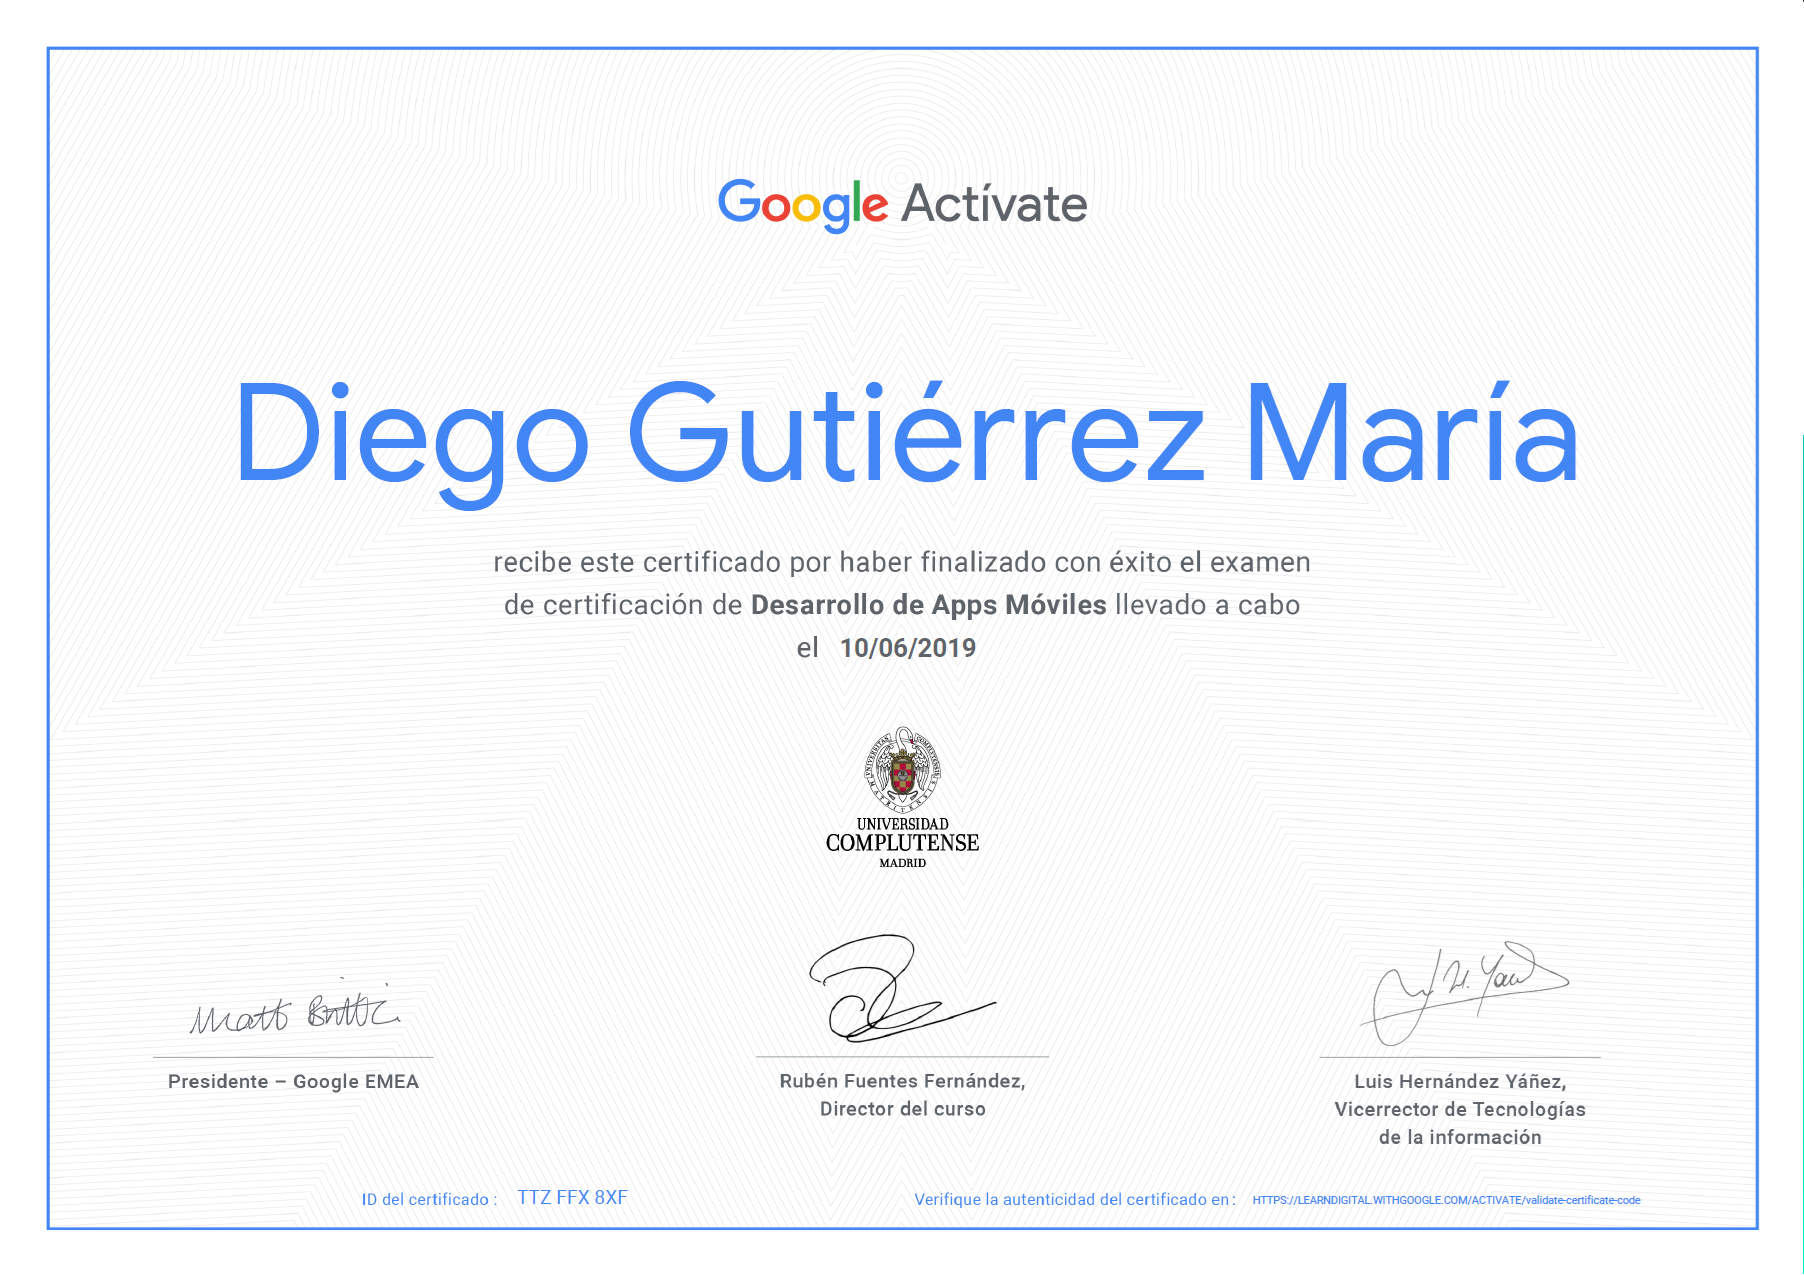 Google Actívate
Diego Gutiérrez María
recibe este certificado por haber finalizado con éxito el examen
de certificación de Desarrollo de Apps Móviles llevado a cabo
el 10/06/2019
UNIVERSITAS COMPLUTENSIS
MATRITENSIS
UNIVERSIDAD
COMPLUTENSE
MADRID
Matt Brittin
Presidente – Google EMEA
Rubén Fuentes Fernández,
Director del curso
Luis Hernández Yáñez,
Vicerrector de Tecnologías
de la información
ID del certificado : TTZ FFX 8XF
Verifique la autenticidad del certificado en : HTTPS://LEARNDIGITAL.WITHGOOGLE.COM/ACTIVATE/validate-certificate-code